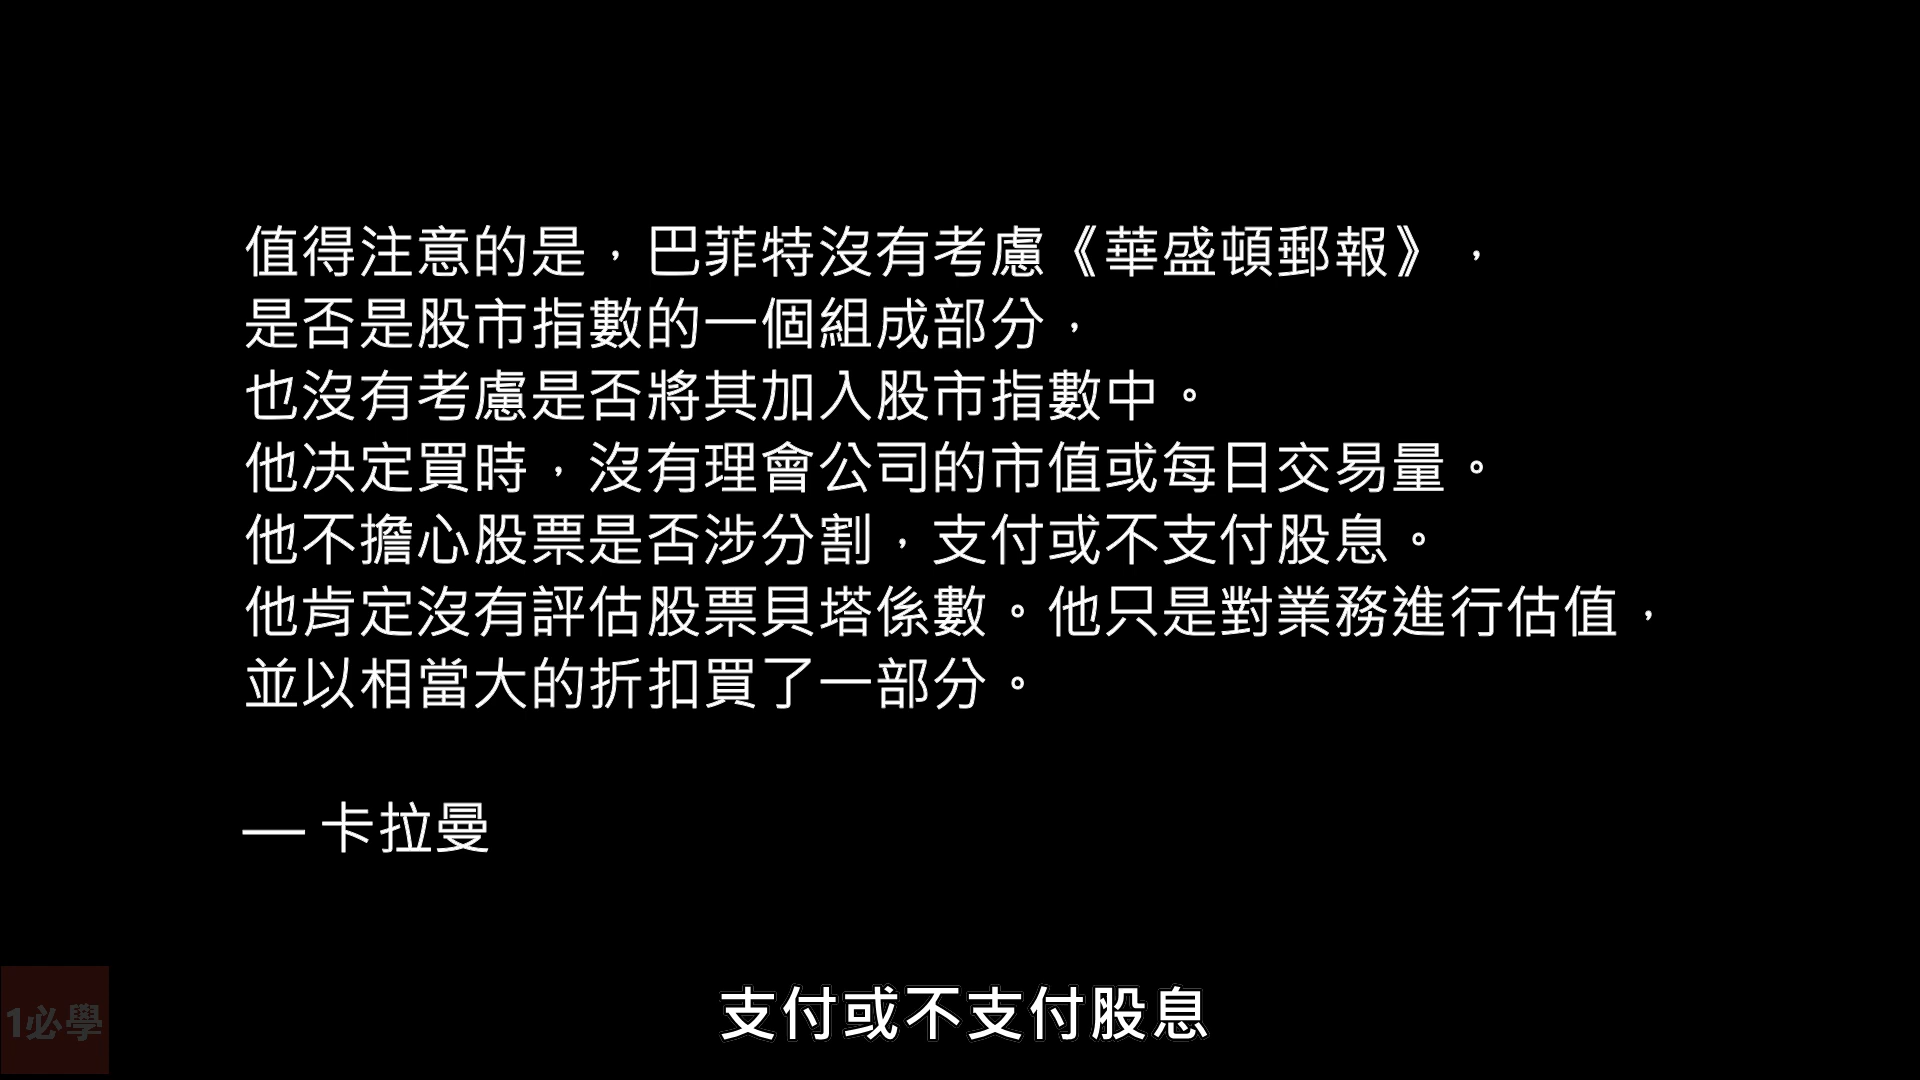 值得注意的是，巴菲特沒有考慮《華盛頓郵報》，
是否是股市指數的一個組成部分，
也沒有考慮是否將其加入股市指數中。
他決定買時，沒有理會公司的市值或每日交易量。
他不擔心股票是否涉分割，支付或不支付股息。
他肯定沒有評估股票貝塔係數。他只是對業務進行估值，
並以相當大的折扣買了一部分。
— 卡拉曼
支付或不支付股息
1必學